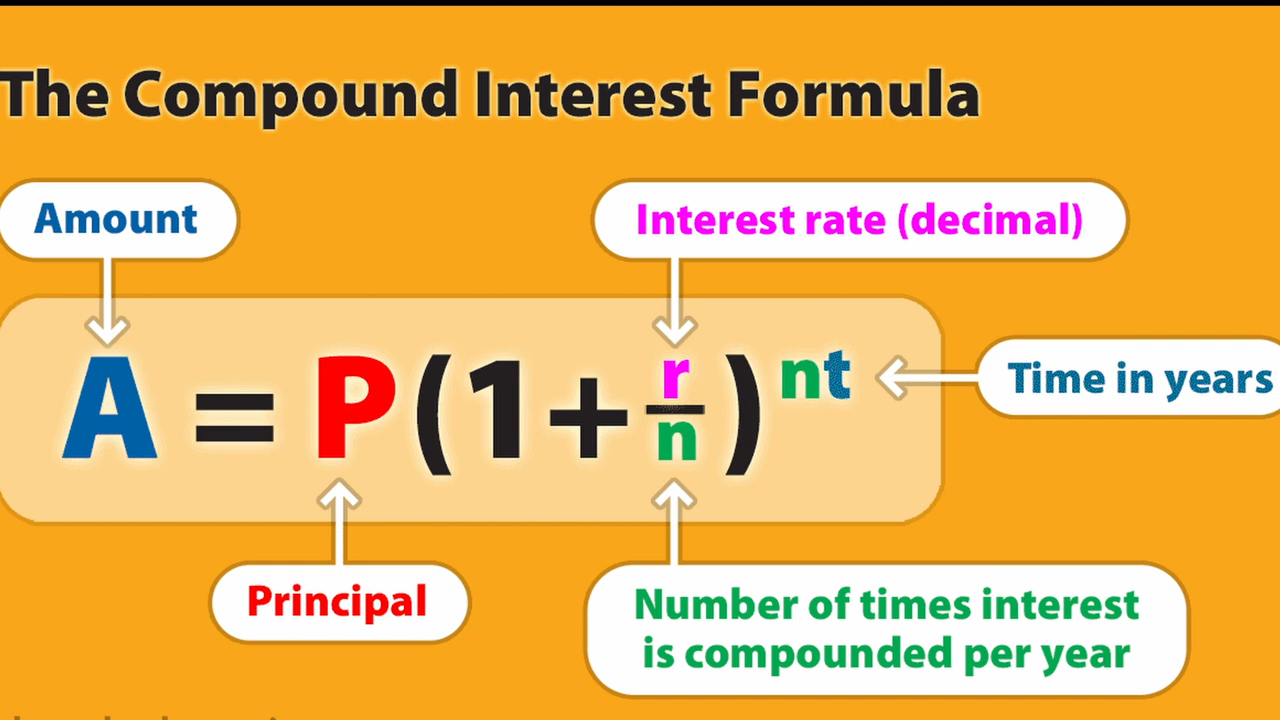 The Compound Interest Formula
Amount
Interest rate (decimal)
A = P(1+r/n)^nt
Time in years
Principal
Number of times interest
is compounded per year